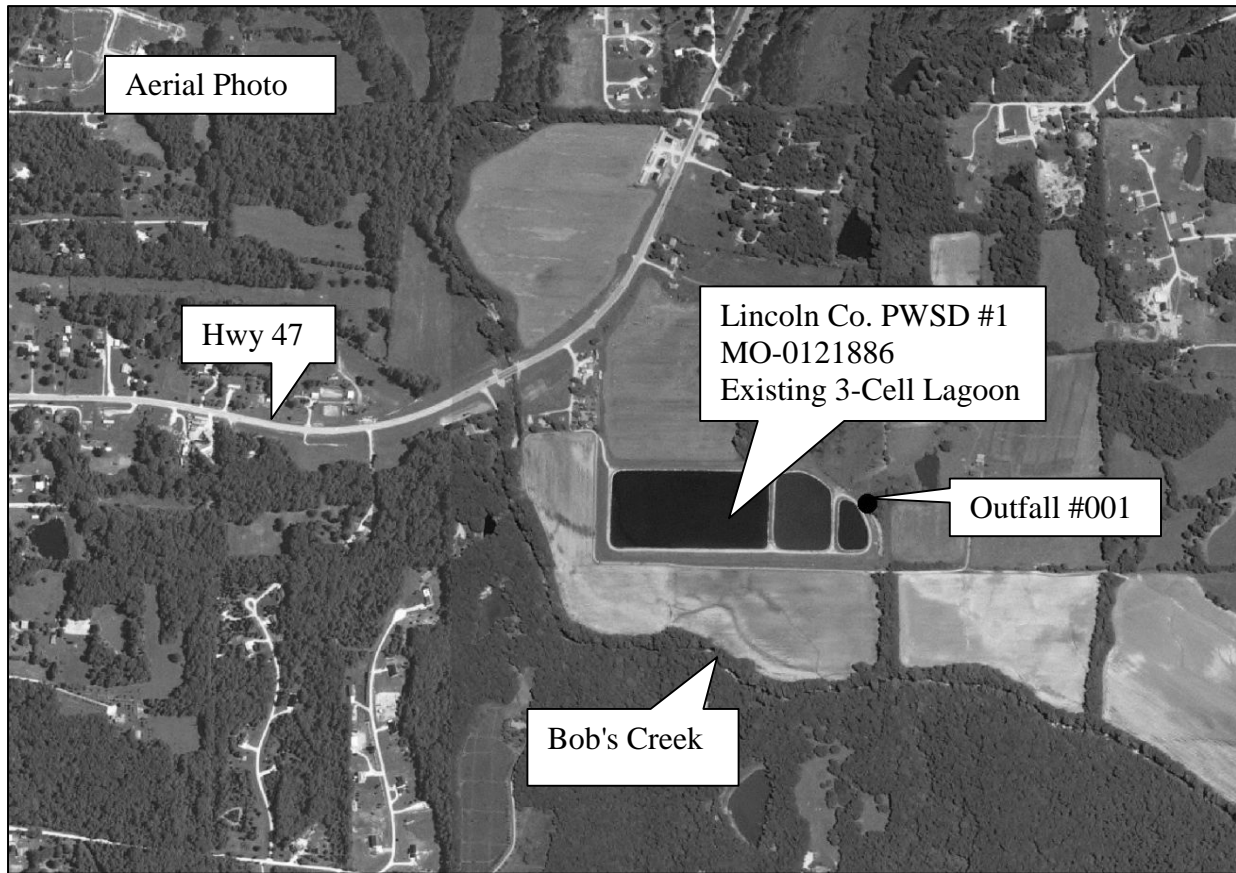 Aerial Photo
Hwy 47
Lincoln Co. PWSD #1
MO-0121886
Existing 3-Cell Lagoon
Outfall #001
Bob's Creek